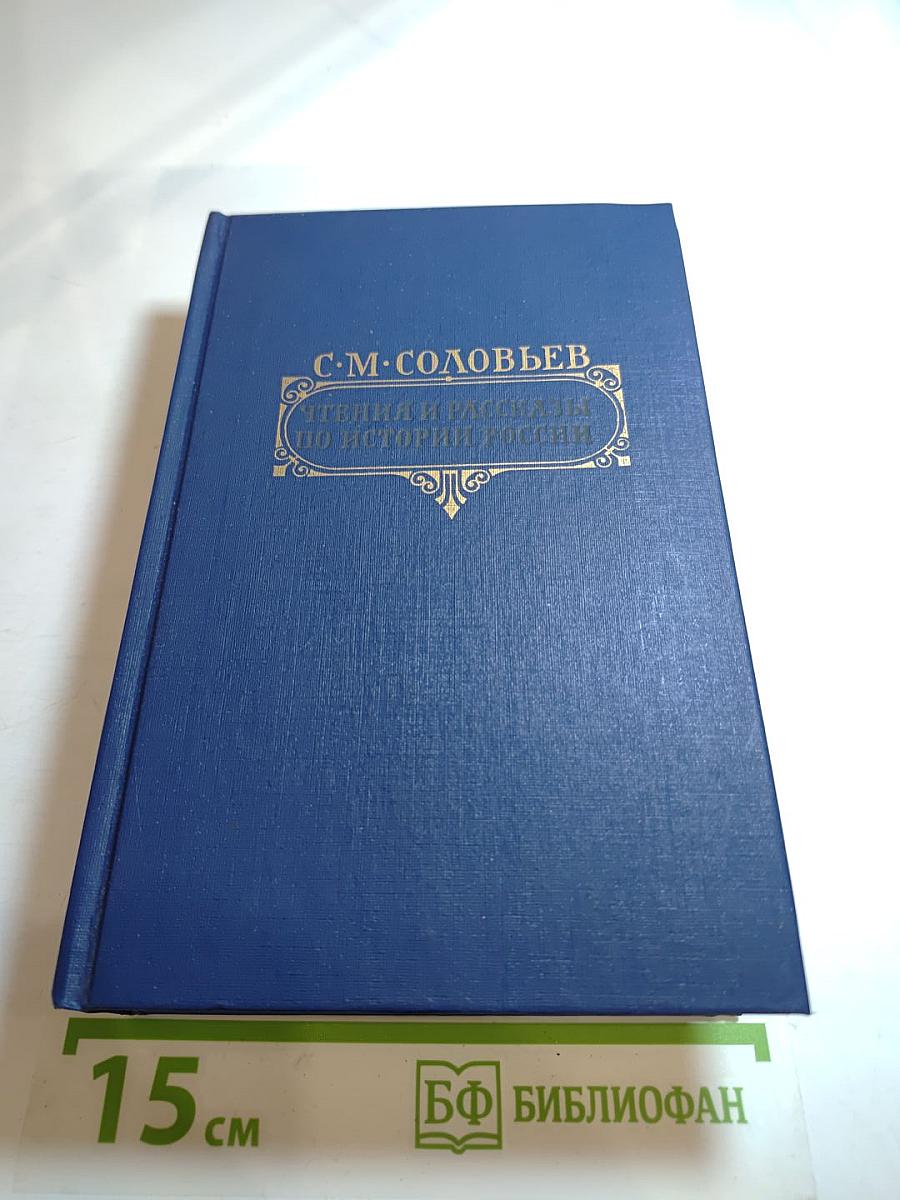 С·М·СОЛОВЬЕВ
ЧТЕНИЯ И РАССКАЗЫ
ПО ИСТОРИИ РОССИИ
15 см
БФ БИБЛИОФАН